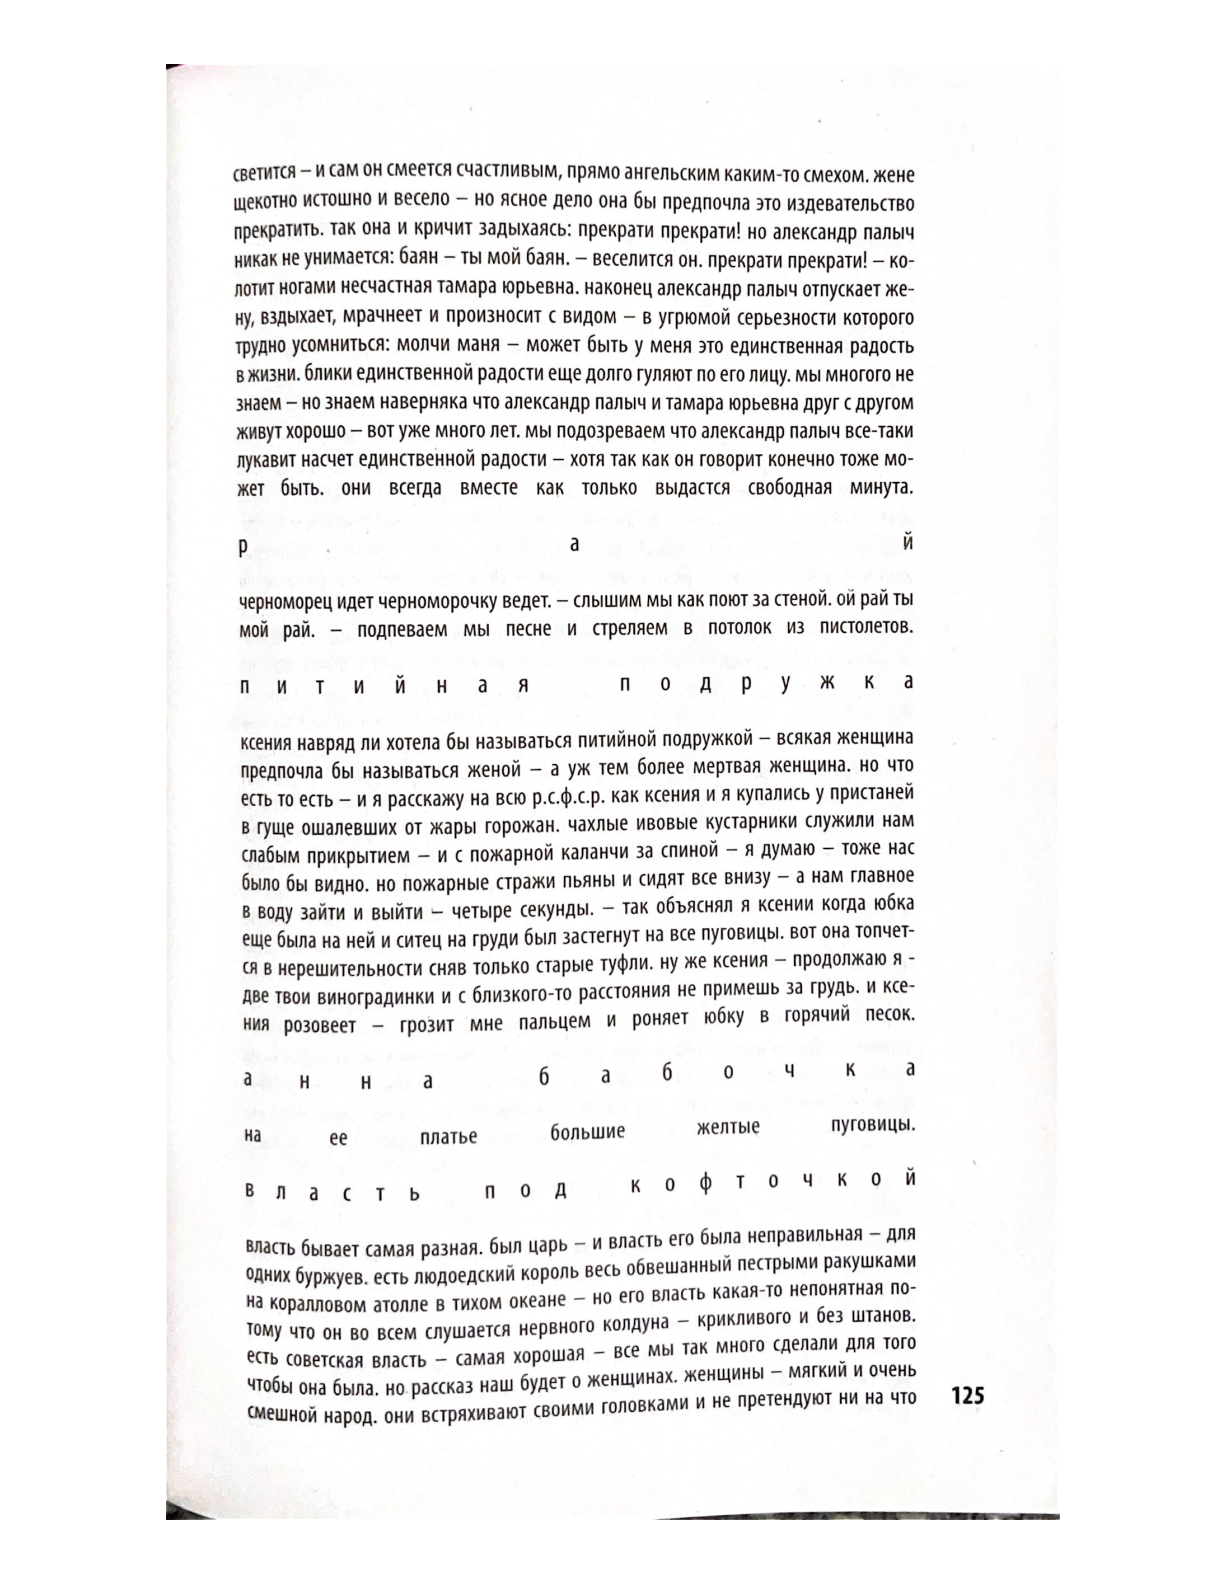 светится – и сам он смеется счастливым, прямо ангельским каким-то смехом. жене
щекотно истошно и весело – но ясное дело она бы предпочла это издевательство
прекратить. так она и кричит задыхаясь: прекрати прекрати! но александр палыч
никак не унимается: баян – ты мой баян. – веселится он. прекрати прекрати! – ко-
лотит ногами несчастная тамара юрьевна. наконец александр палыч отпускает же-
ну, вздыхает, мрачнеет и произносит с видом – в угрюмой серьезности которого
трудно усомниться: молчи маня – может быть у меня это единственная радость
в жизни. блики единственной радости еще долго гуляют по его лицу. мы многого не
знаем – но знаем наверняка что александр палыч и тамара юрьевна друг с другом
живут хорошо – вот уже много лет. мы подозреваем что александр палыч все-таки
лукавит насчет единственной радости – хотя так как он говорит конечно тоже мо-
жет быть. они всегда вместе как только выдастся свободная минута.
р а й
черноморец идет черноморочку ведет. – слышим мы как поют за стеной. ой рай ты
мой рай. – подпеваем мы песне и стреляем в потолок из пистолетов.
п и т и й н а я п о д р у ж к а
ксения навряд ли хотела бы называться питийной подружкой – всякая женщина
предпочла бы называться женой – а уж тем более мертвая женщина. но что
есть то есть – и я расскажу на всю р.с.ф.с.р. как ксения и я купались у пристаней
в гуще ошалевших от жары горожан. чахлые ивовые кустарники служили нам
слабым прикрытием – и с пожарной каланчи за спиной – я думаю – тоже нас
было бы видно. но пожарные стражи пьяны и сидят все внизу – а нам главное
в воду зайти и выйти – четыре секунды. – так объяснял я ксении когда юбка
еще была на ней и ситец на груди был застегнут на все пуговицы. вот она топчет-
ся в нерешительности сняв только старые туфли. ну же ксения – продолжаю я -
две твои виноградинки и с близкого-то расстояния не примешь за грудь. и ксе-
ния розовеет – грозит мне пальцем и роняет юбку в горячий песок.
а н н а б а б о ч к а
на ее платье большие желтые пуговицы.
в л а с т ь п о д к о ф т о ч к о й
власть бывает самая разная. был царь – и власть его была неправильная – для
одних буржуев. есть людоедский король весь обвешанный пестрыми ракушками
на коралловом атолле в тихом океане – но его власть какая-то непонятная по-
тому что он во всем слушается нервного колдуна – крикливого и без штанов.
есть советская власть – самая хорошая – все мы так много сделали для того
чтобы она была. но рассказ наш будет о женщинах. женщины – мягкий и очень
смешной народ. они встряхивают своими головками и не претендуют ни на что
125